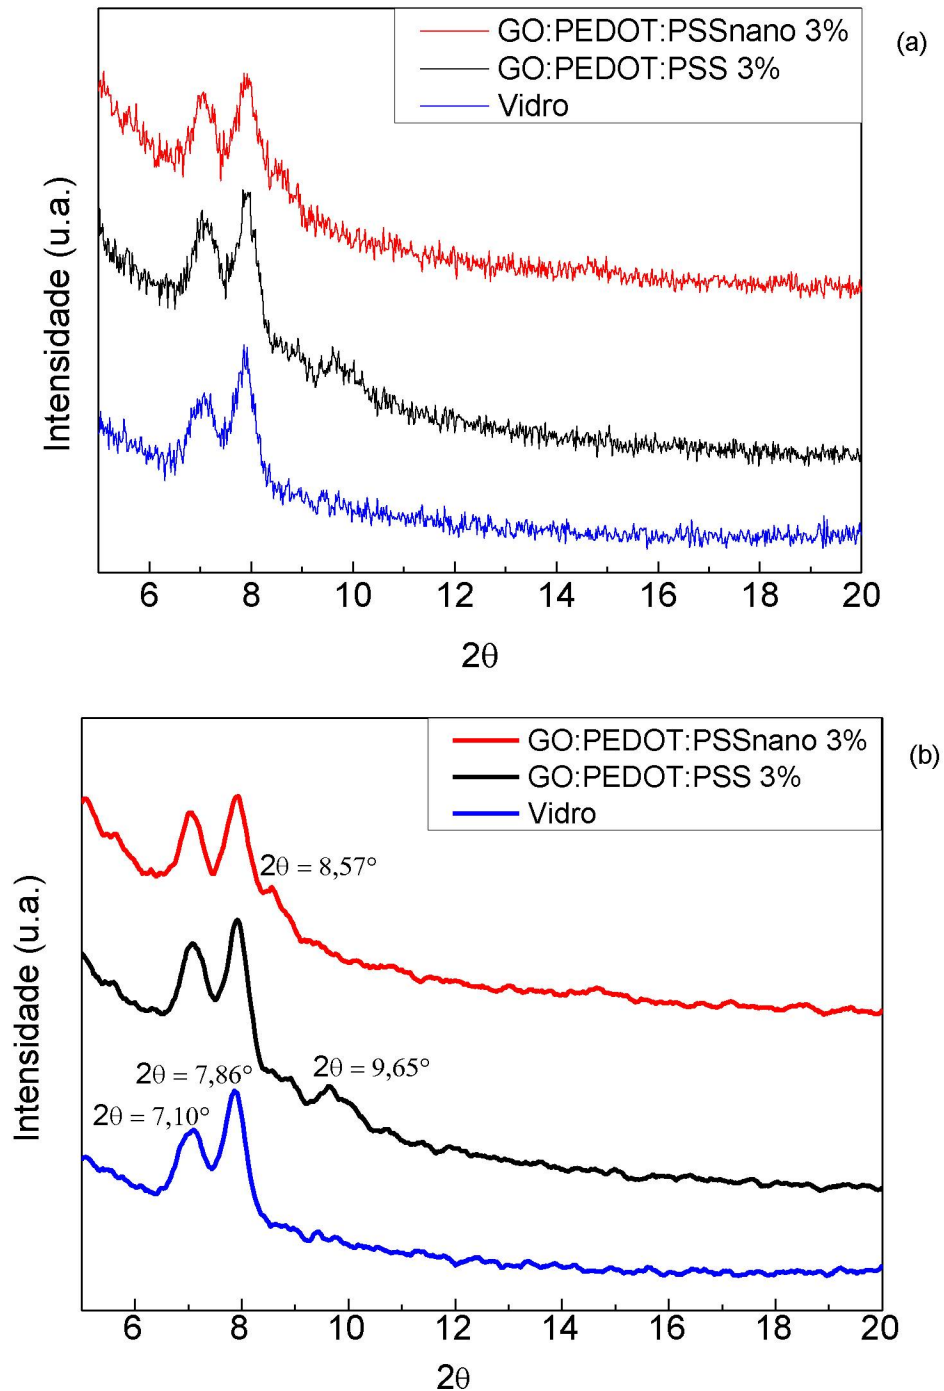 GO:PEDOT:PSSnano 3%
GO:PEDOT:PSS 3%
Vidro
(a)
Intensidade (u.a.)
6 8 10 12 14 16 18 20
2θ
GO:PEDOT:PSSnano 3%
GO:PEDOT:PSS 3%
Vidro
(b)
2θ = 8,57°
2θ = 7,86°
2θ = 9,65°
2θ = 7,10°
Intensidade (u.a.)
6 8 10 12 14 16 18 20
2θ